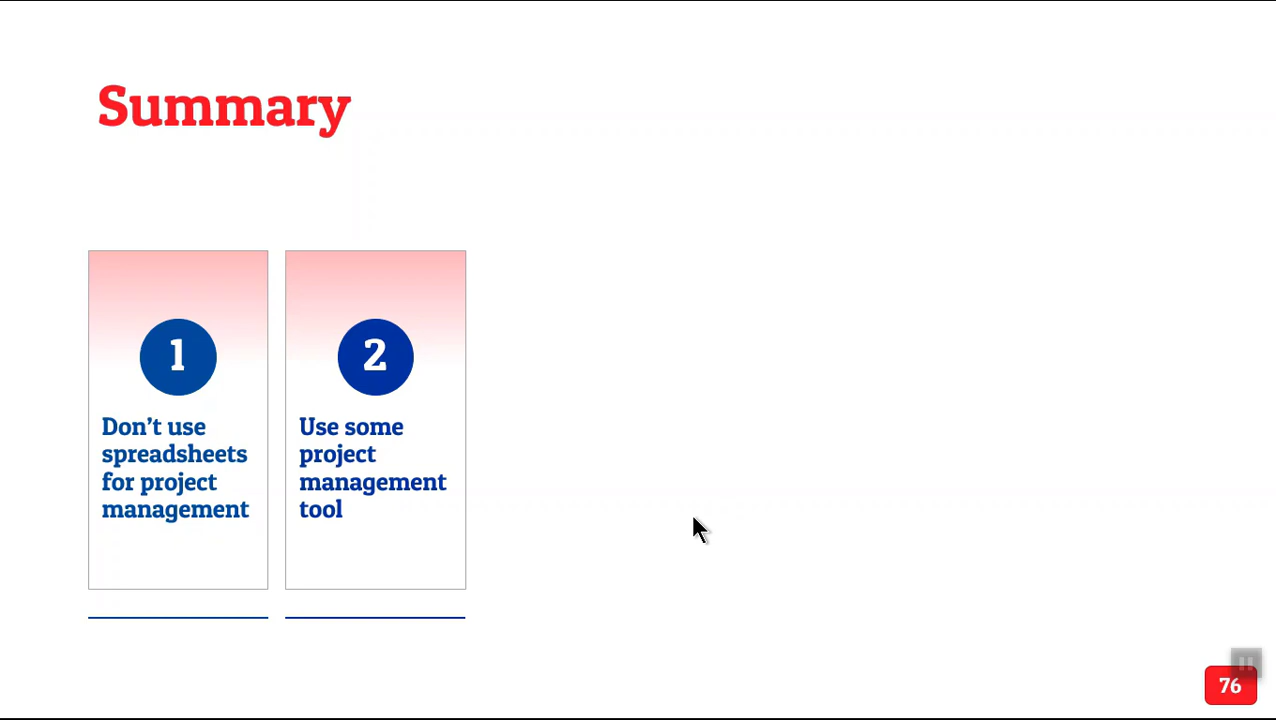 Summary
1
Don’t use
spreadsheets
for project
management
2
Use some
project
management
tool
76